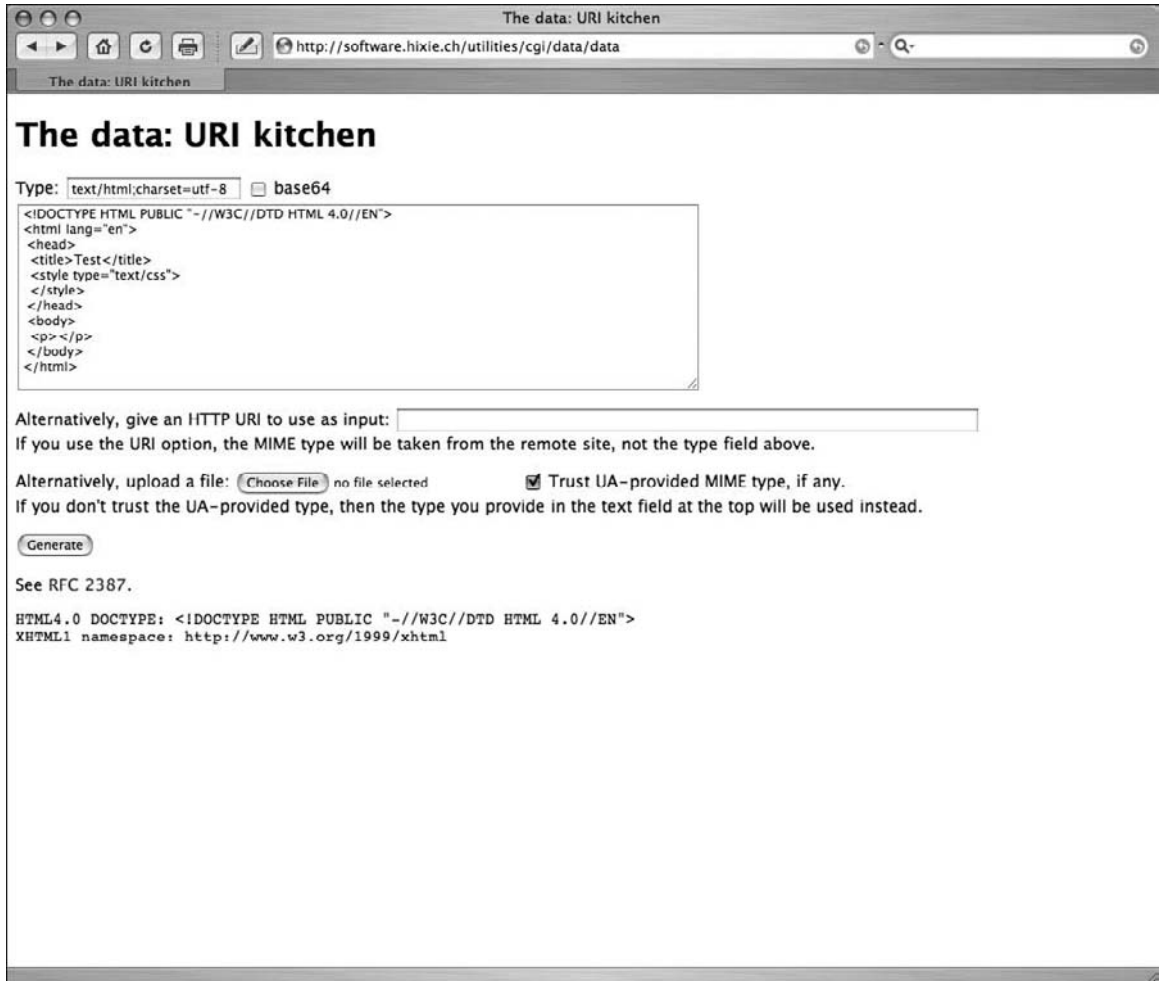 The data: URI kitchen
http://software.hixie.ch/utilities/cgi/data/data
The data: URI kitchen
The data: URI kitchen
Type: text/html;charset=utf-8 base64
<!DOCTYPE HTML PUBLIC "-//W3C//DTD HTML 4.0//EN">
<html lang="en">
<head>
<title>Test</title>
<style type="text/css">
</style>
</head>
<body>
<p></p>
</body>
</html>
Alternatively, give an HTTP URI to use as input:
If you use the URI option, the MIME type will be taken from the remote site, not the type field above.
Alternatively, upload a file: Choose File no file selected Trust UA-provided MIME type, if any.
If you don't trust the UA-provided type, then the type you provide in the text field at the top will be used instead.
Generate
See RFC 2387.
HTML4.0 DOCTYPE: <!DOCTYPE HTML PUBLIC "-//W3C//DTD HTML 4.0//EN">
XHTML1 namespace: http://www.w3.org/1999/xhtml